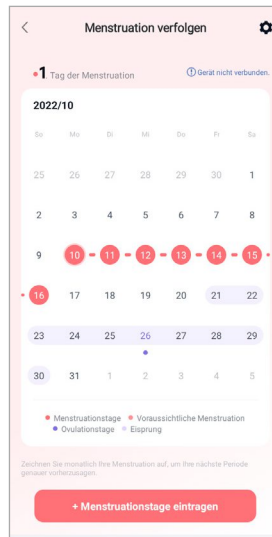 Menstruation verfolgen
1 Tag der Menstruation
Gerät nicht verbunden.
2022/10
So Mo Di Mi Do Fr Sa
25 26 27 28 29 30 1
2 3 4 5 6 7 8
9 10 11 12 13 14 15
16 17 18 19 20 21 22
23 24 25 26 27 28 29
30 31 1 2 3 4 5
Menstruationstage Voraussichtliche Menstruation
Ovulationstage Eisprung
Zeichnen Sie monatlich Ihre Menstruation auf, um Ihre nächste Periode
genauer vorherzusagen.
+ Menstruationstage eintragen